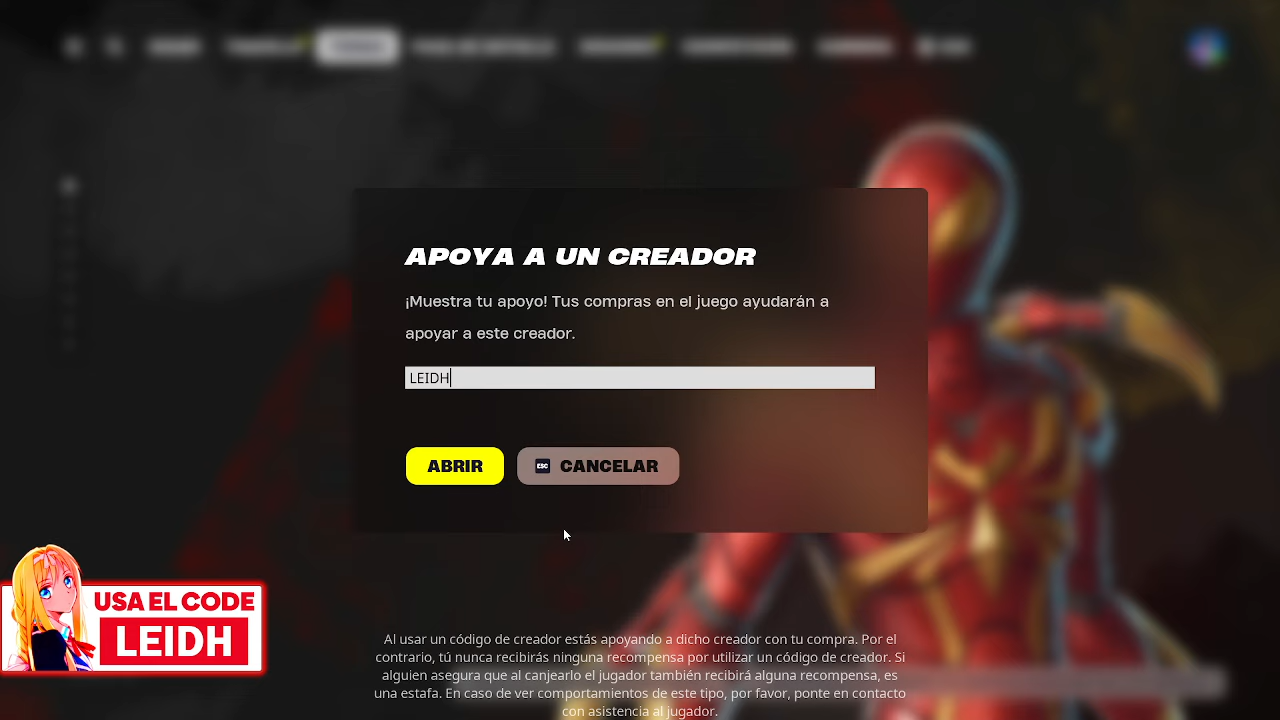 APOYA A UN CREADOR
¡Muestra tu apoyo! Tus compras en el juego ayudarán a
apoyar a este creador.
LEIDH
ABRIR
ESC CANCELAR
USA EL CODE
LEIDH
Al usar un código de creador estás apoyando a dicho creador con tu compra. Por el
contrario, tú nunca recibirás ninguna recompensa por utilizar un código de creador. Si
alguien asegura que al canjearlo el jugador también recibirá alguna recompensa, es
una estafa. En caso de ver comportamientos de este tipo, por favor, ponte en contacto
con asistencia al jugador.